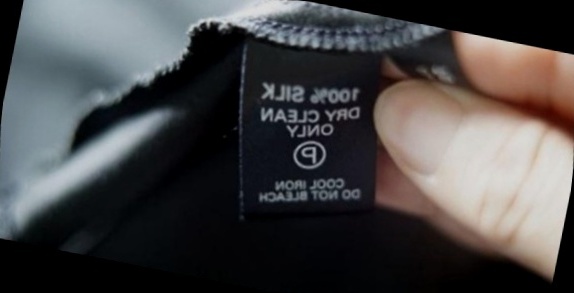 100% SILK
DRY CLEAN
ONLY
P
COOL IRON
DO NOT BLEACH